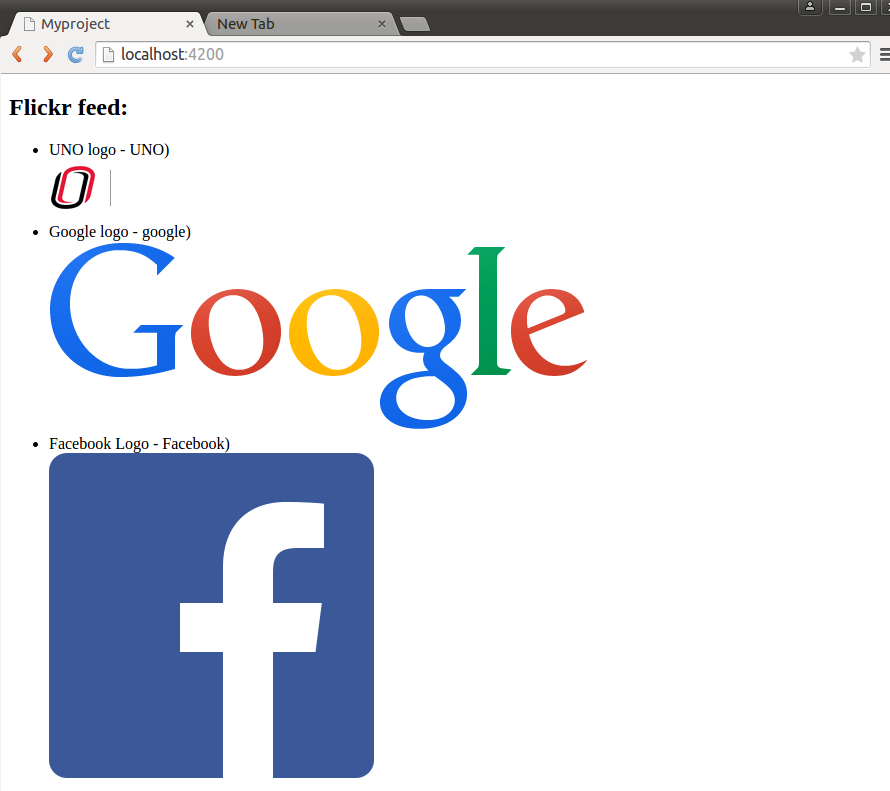 Myproject
New Tab
localhost:4200
Flickr feed:
UNO logo - UNO)
O
Google logo - google)
Google
Facebook Logo - Facebook)
f